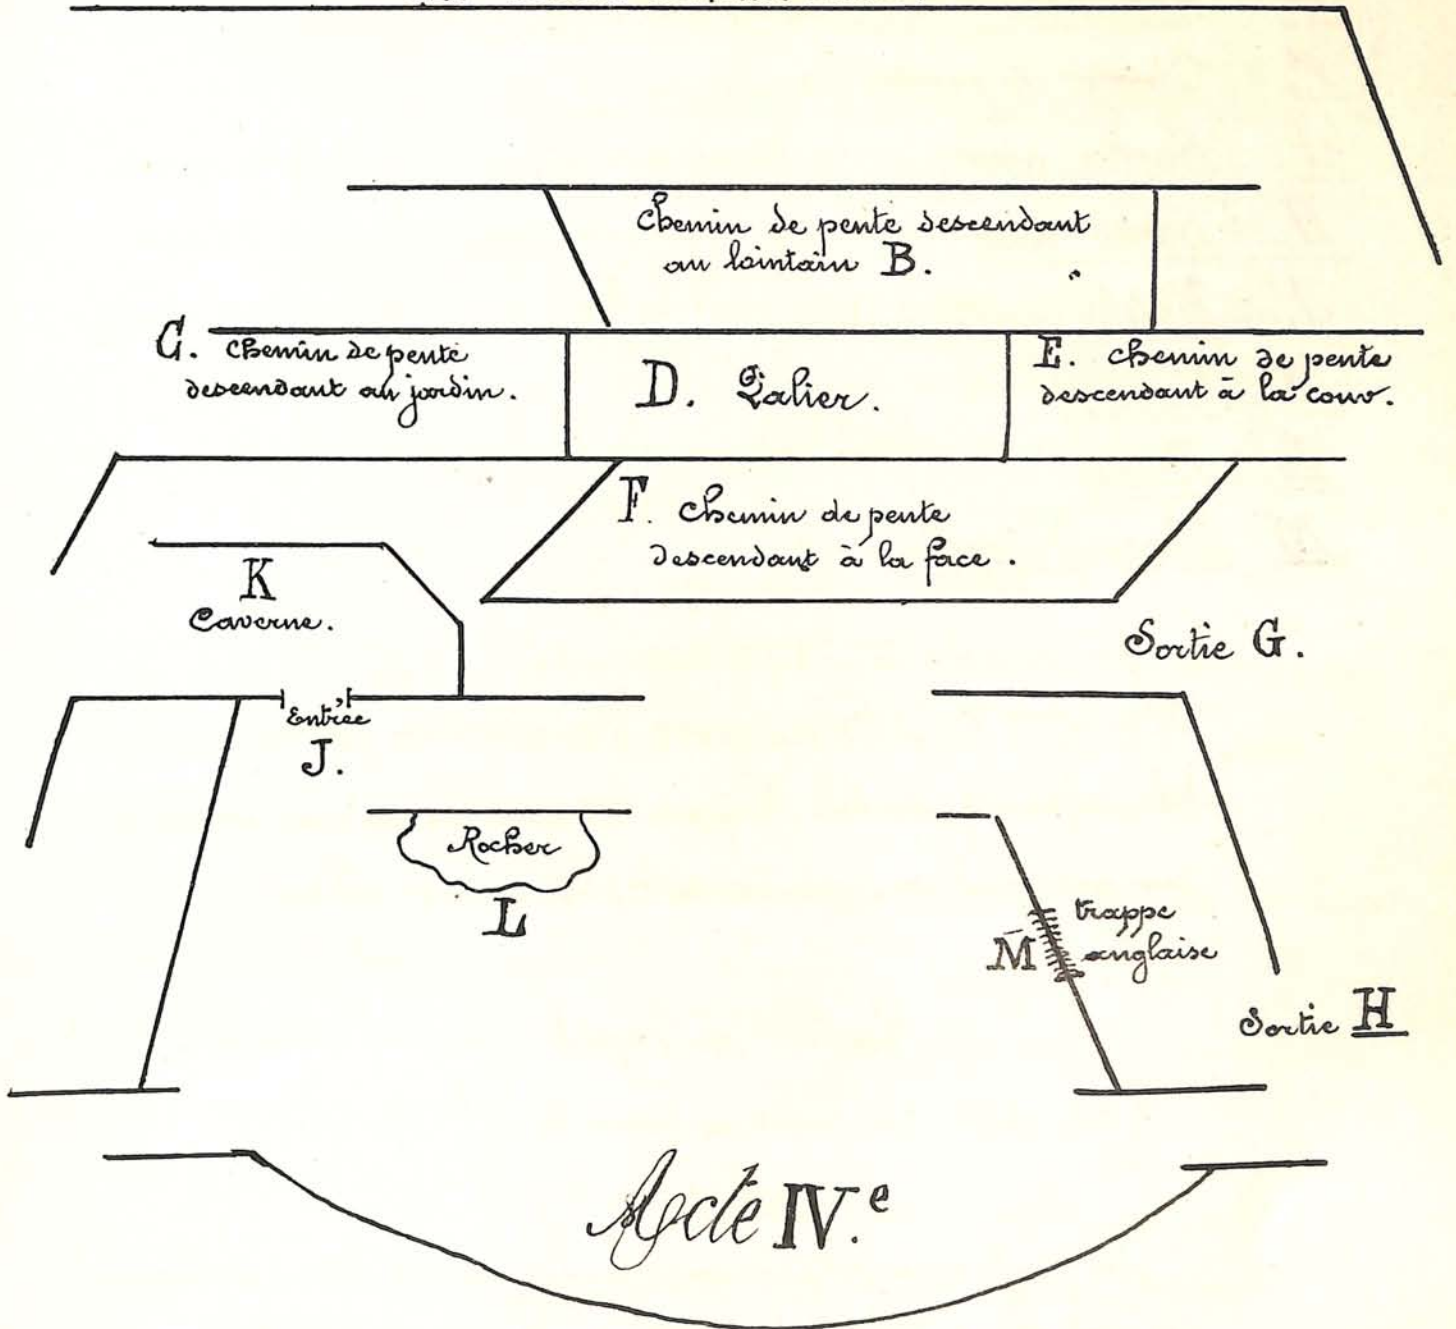 Chemin de pente descendant
au lointain B.
C. Chemin de pente
descendant au jardin.
D. Palier.
E. Chemin de pente
descendant à la cour.
F. Chemin de pente
descendant à la face.
K
Caverne.
Sortie G.
Entrée
J.
Rocher
L
M trappe
anglaise
Sortie H
Acte IV.e